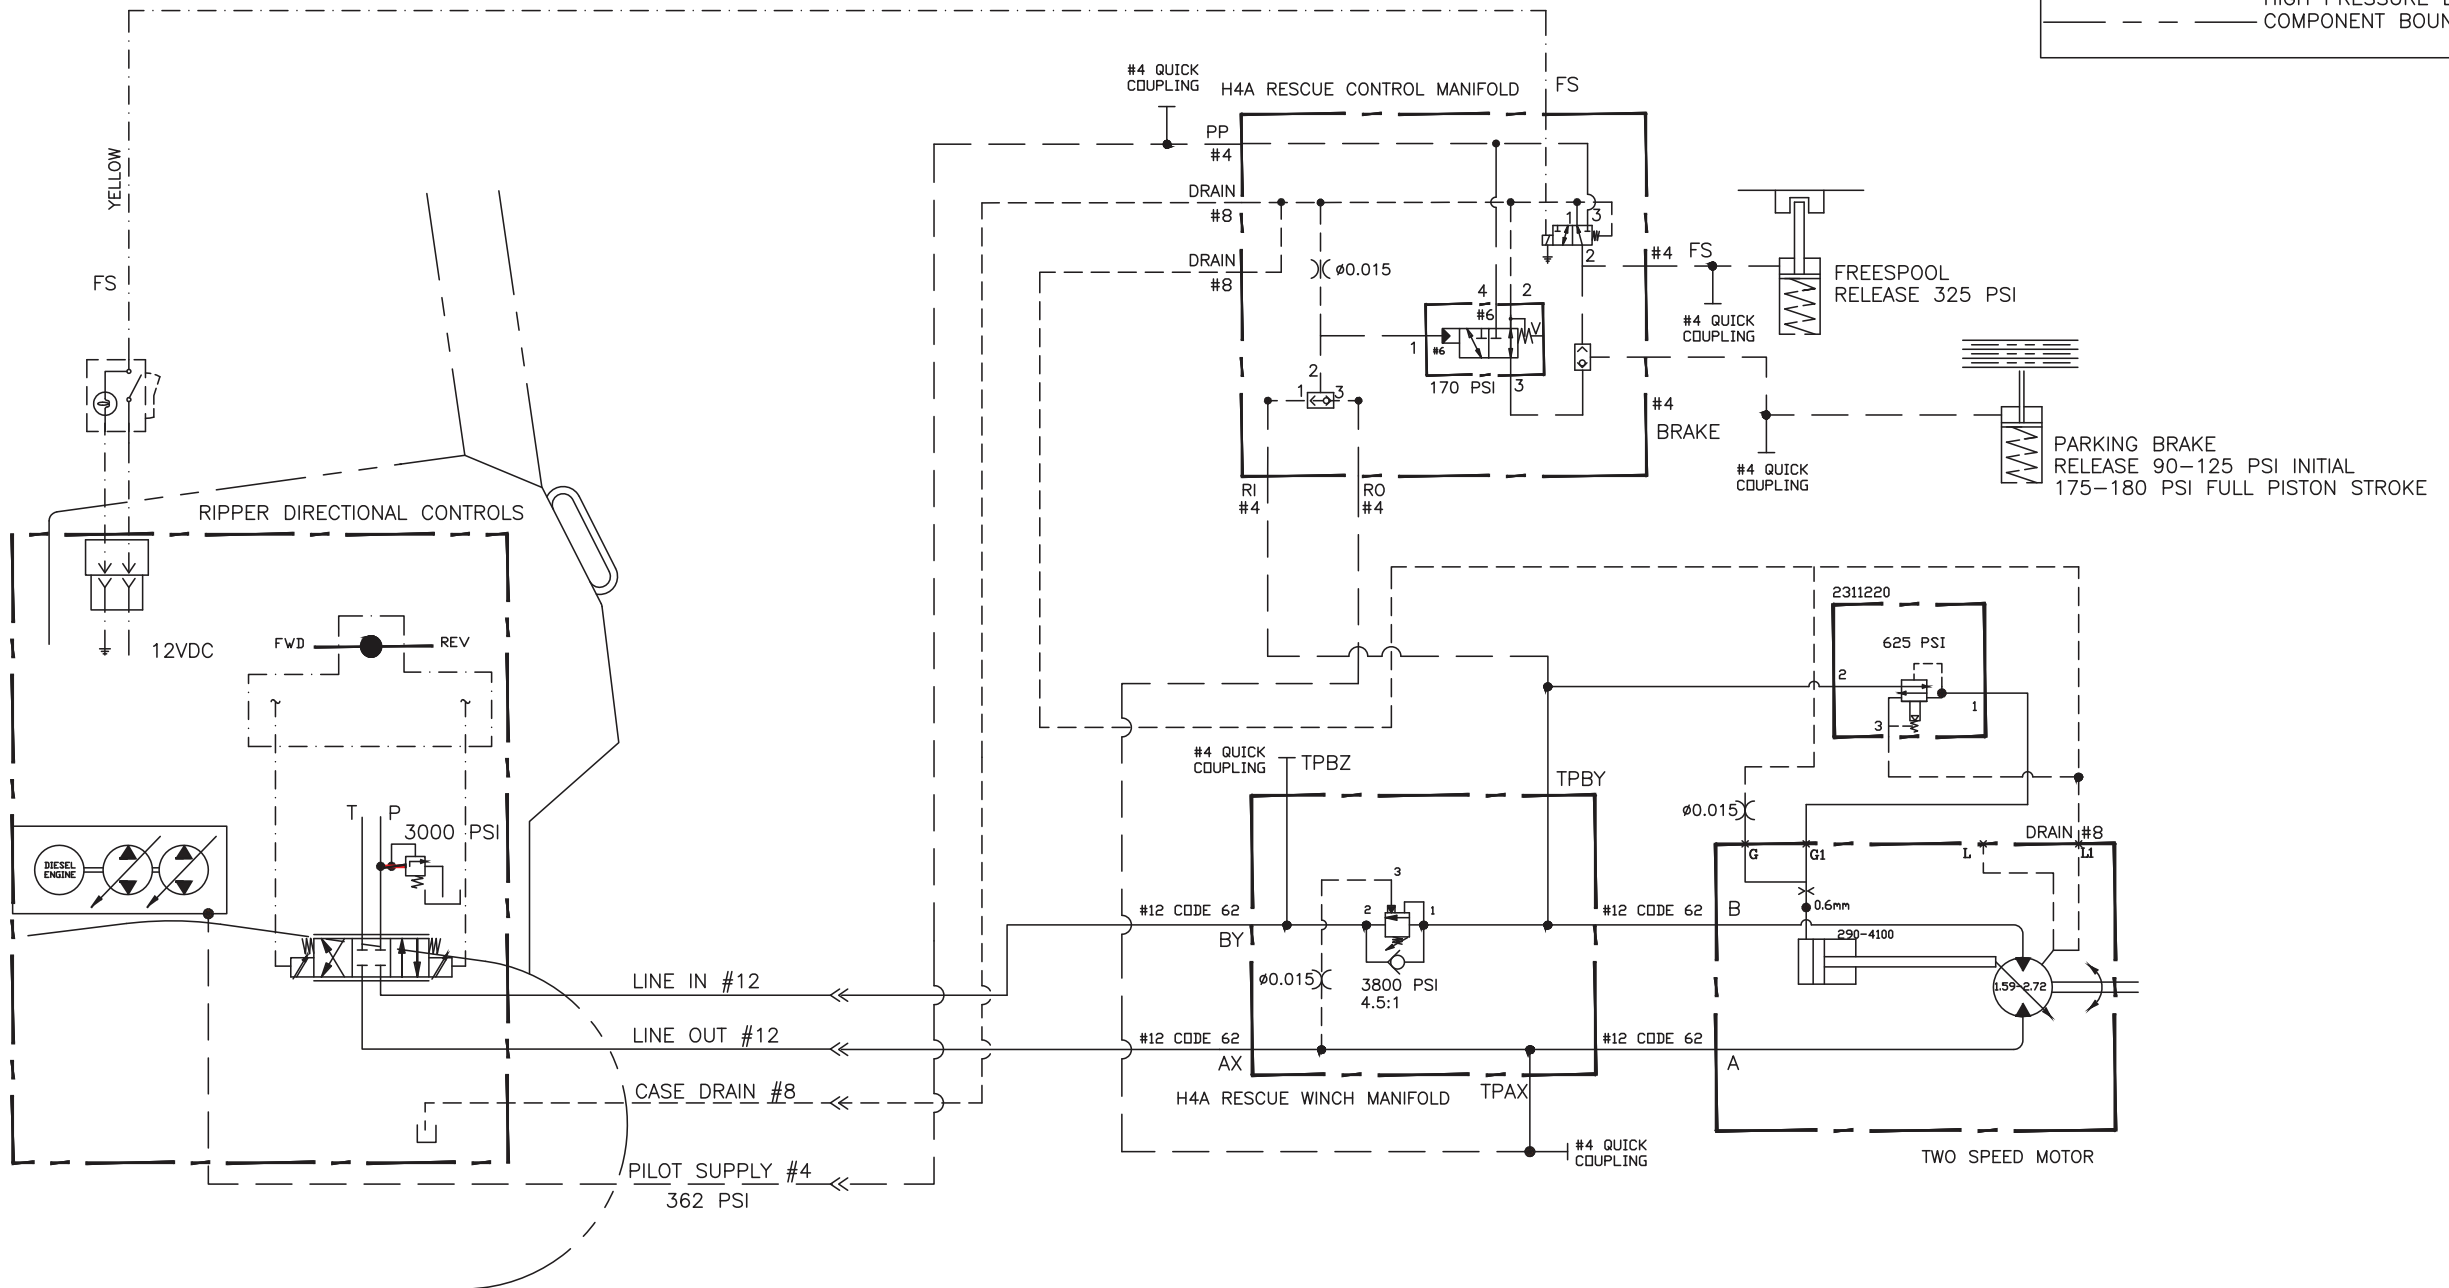 COMPONENT BOUN
#4 QUICK
COUPLING
H4A RESCUE CONTROL MANIFOLD
FS
PP
#4
DRAIN
#8
DRAIN
#8
ø0.015
1
3
2
#4
FS
#4 QUICK
COUPLING
FREESPOOL
RELEASE 325 PSI
4
2
#6
V
1
#6
170 PSI
3
2
1
3
#4
BRAKE
#4 QUICK
COUPLING
PARKING BRAKE
RELEASE 90-125 PSI INITIAL
175-180 PSI FULL PISTON STROKE
RI
#4
RO
#4
YELLOW
FS
RIPPER DIRECTIONAL CONTROLS
12VDC
FWD
REV
T
P
3000 PSI
DIESEL
ENGINE
LINE IN #12
LINE OUT #12
CASE DRAIN #8
PILOT SUPPLY #4
362 PSI
2311220
625 PSI
2
1
3
#4 QUICK
COUPLING
TPBZ
TPBY
ø0.015
DRAIN #8
G
G1
L
L1
3
2
1
#12 CODE 62
BY
#12 CODE 62
B
0.6mm
290-4100
ø0.015
3800 PSI
4.5:1
1.59-2.72
#12 CODE 62
AX
#12 CODE 62
A
H4A RESCUE WINCH MANIFOLD
TPAX
#4 QUICK
COUPLING
TWO SPEED MOTOR